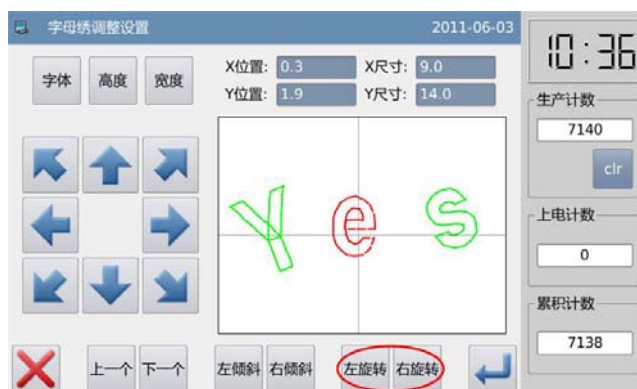 字母绣调整设置 2011-06-03
10:36
字体 高度 宽度
X位置: 0.3 X尺寸: 9.0
Y位置: 1.9 Y尺寸: 14.0
Yes
生产计数
7140
clr
上电计数
0
累积计数
7138
上一个 下一个 左倾斜 右倾斜 左旋转 右旋转